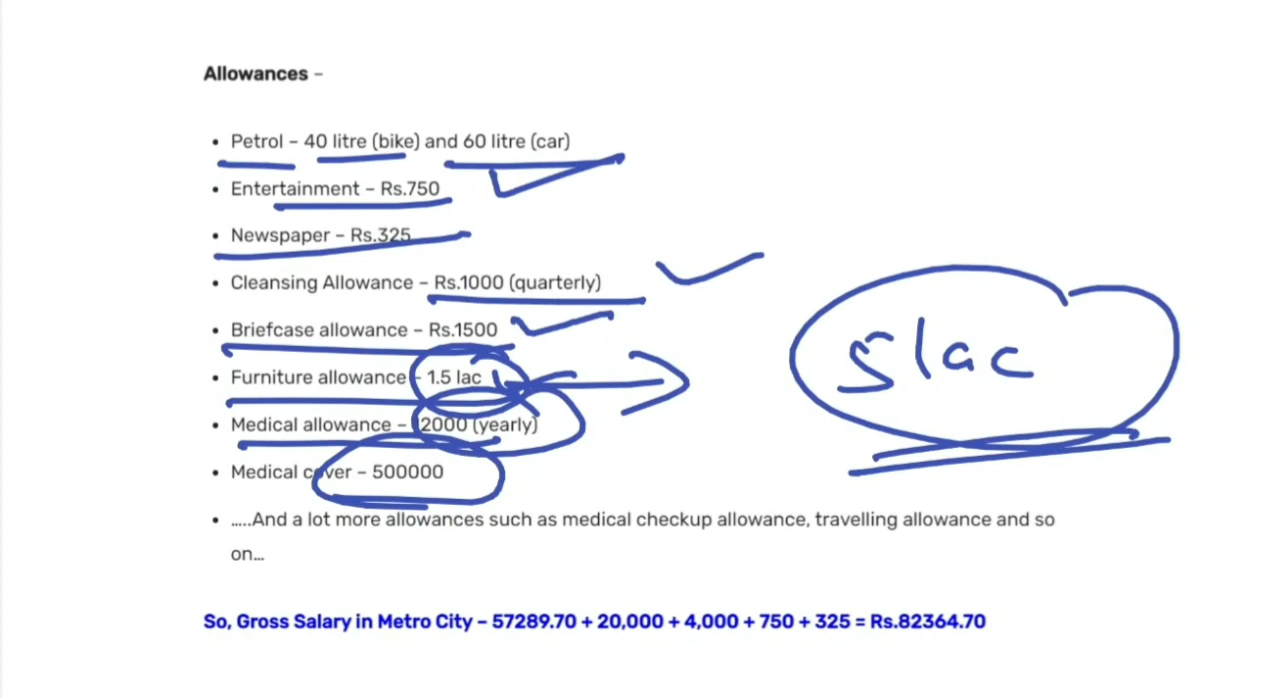 Allowances –
• Petrol – 40 litre (bike) and 60 litre (car)
• Entertainment – Rs.750
• Newspaper – Rs.325
• Cleansing Allowance – Rs.1000 (quarterly)
• Briefcase allowance – Rs.1500
• Furniture allowance – 1.5 lac
5 lac
• Medical allowance – 2000 (yearly)
• Medical cover – 500000
• .....And a lot more allowances such as medical checkup allowance, travelling allowance and so
on...
So, Gross Salary in Metro City – 57289.70 + 20,000 + 4,000 + 750 + 325 = Rs.82364.70